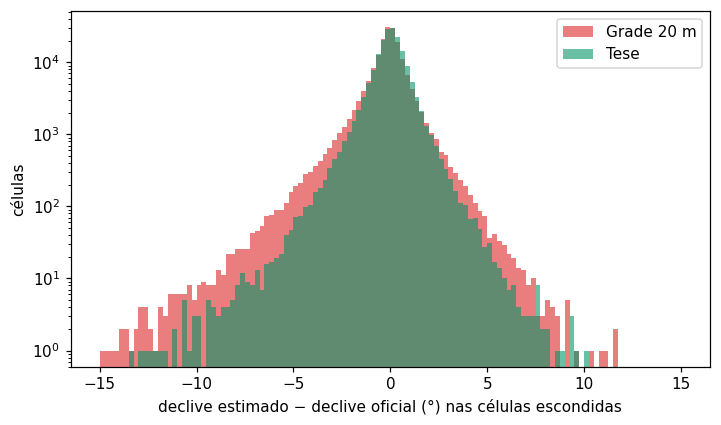 Grade 20 m
Tese
células
10⁴
10³
10²
10¹
10⁰
−15 −10 −5 0 5 10 15
declive estimado − declive oficial (°) nas células escondidas